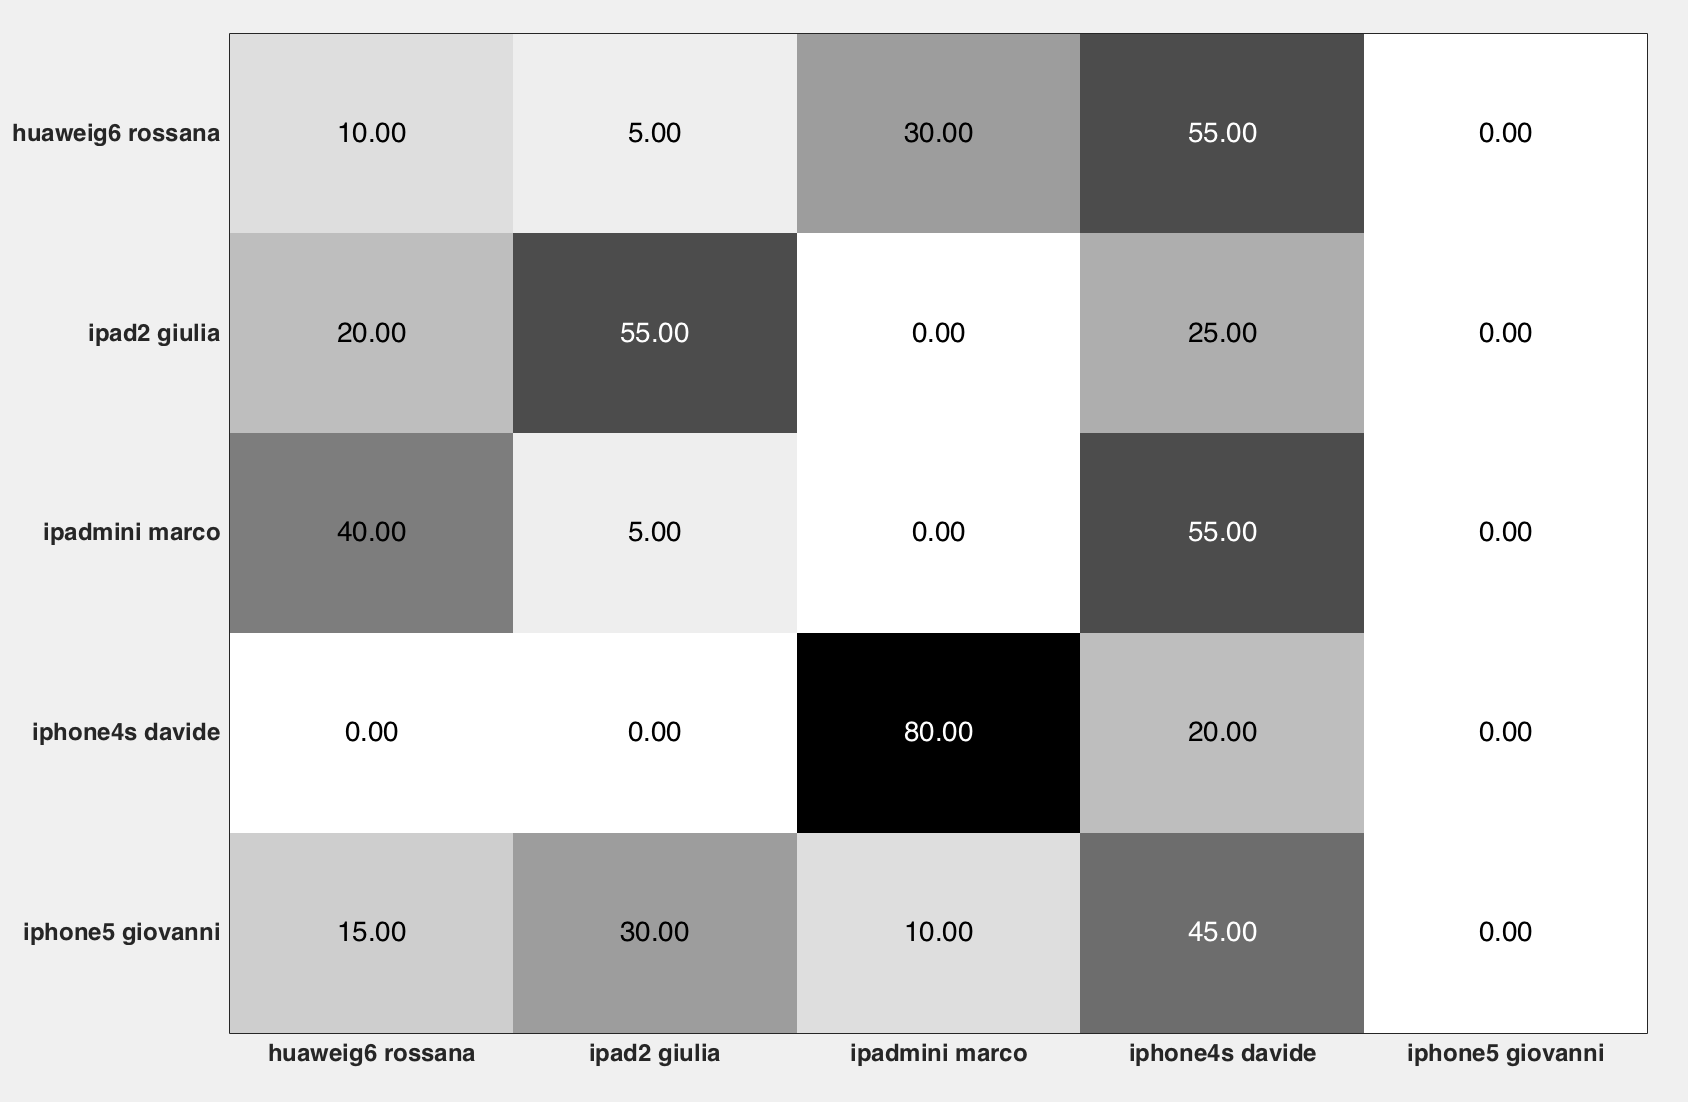 huaweig6 rossana 10.00 5.00 30.00 55.00 0.00
ipad2 giulia 20.00 55.00 0.00 25.00 0.00
ipadmini marco 40.00 5.00 0.00 55.00 0.00
iphone4s davide 0.00 0.00 80.00 20.00 0.00
iphone5 giovanni 15.00 30.00 10.00 45.00 0.00
huaweig6 rossana ipad2 giulia ipadmini marco iphone4s davide iphone5 giovanni